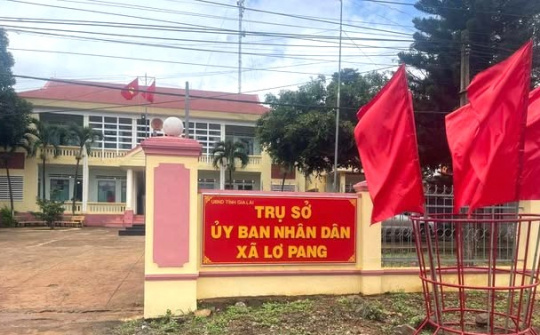 UBND TỈNH GIA LAI
TRỤ SỞ
ỦY BAN NHÂN DÂN
XÃ LƠ PANG